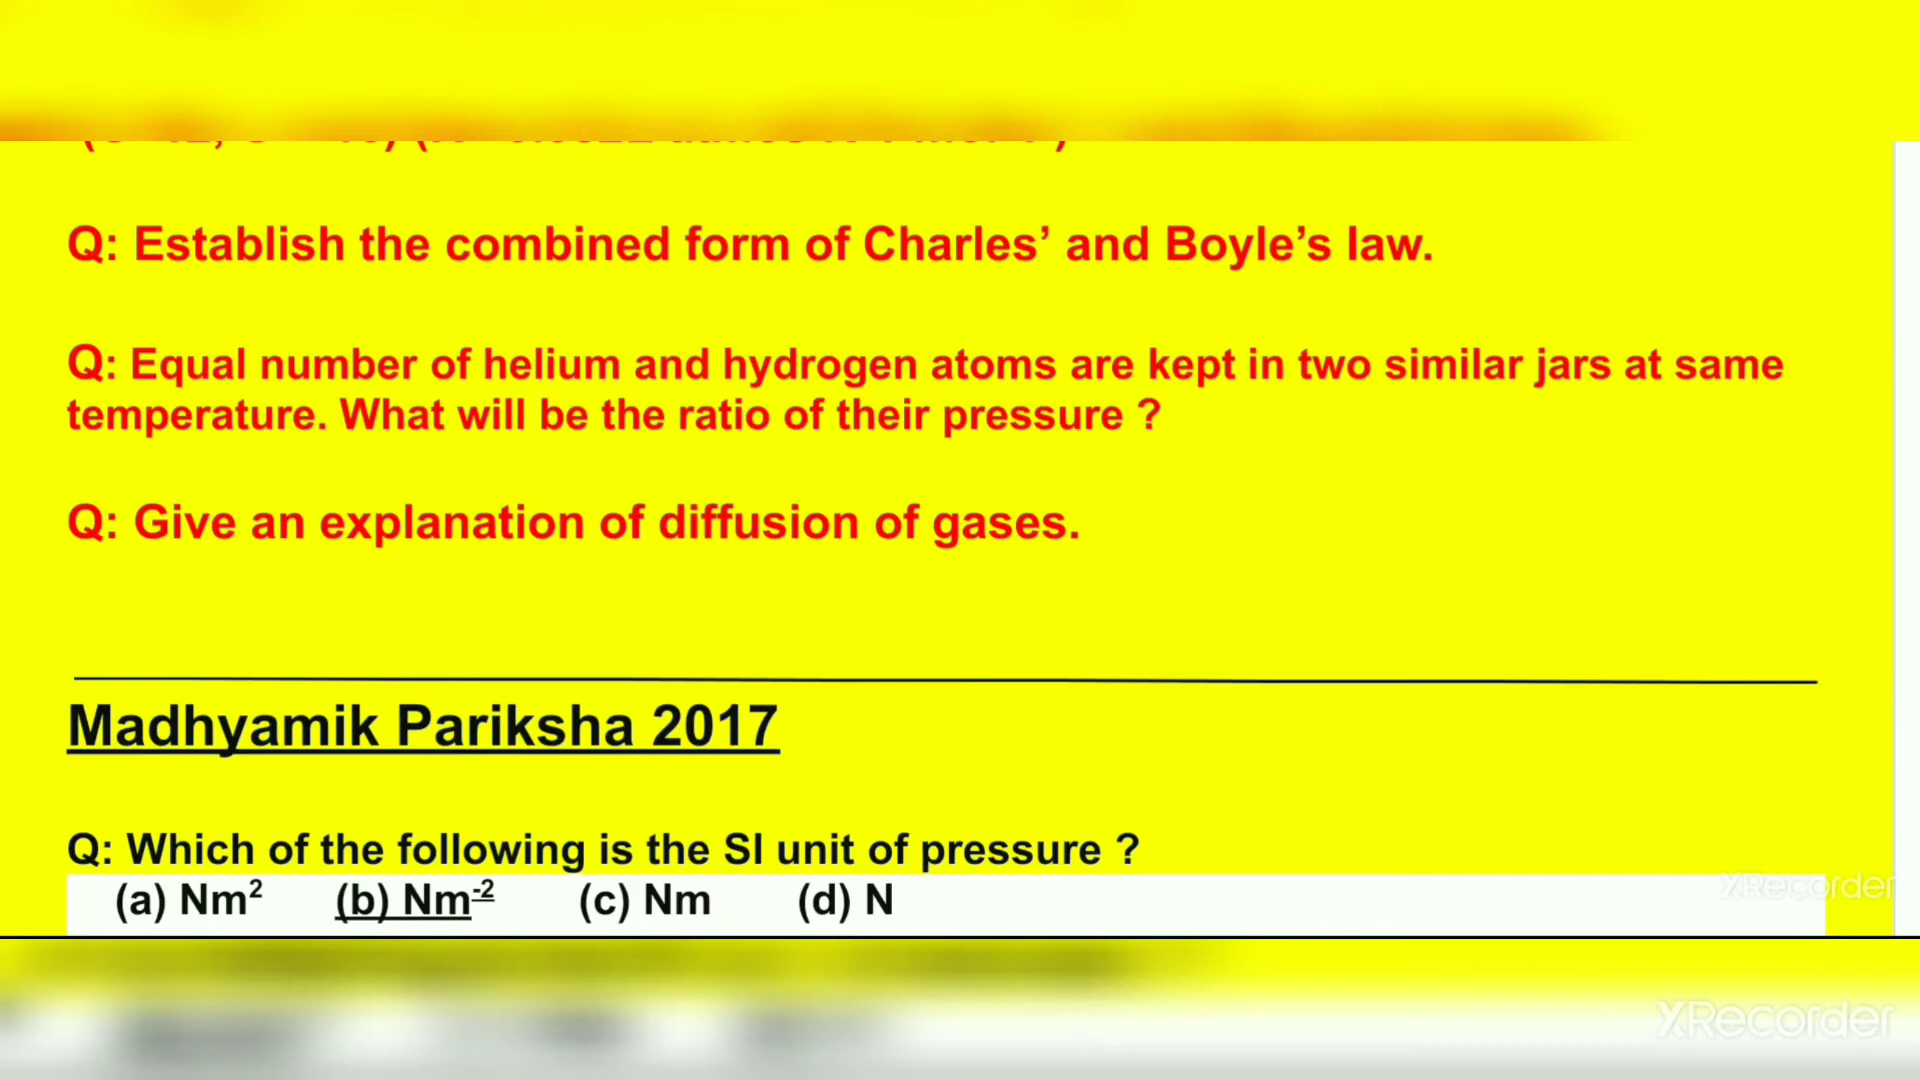 Q: Establish the combined form of Charles’ and Boyle’s law.
Q: Equal number of helium and hydrogen atoms are kept in two similar jars at same
temperature. What will be the ratio of their pressure ?
Q: Give an explanation of diffusion of gases.
Madhyamik Pariksha 2017
Q: Which of the following is the SI unit of pressure ?
(a) Nm² (b) Nm⁻² (c) Nm (d) N
XRecorder
XRecorder